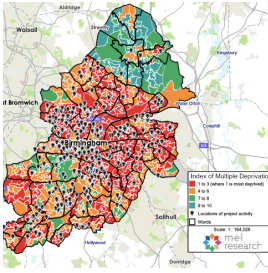 Aldridge
Walsall
Streetly
Kingsbury
Water Orton
West Bromwich
Coleshill
Birmingham
Solihull
Hollywood
Dorridge
Index of Multiple Deprivation
1 to 3 (where 1 is most deprived)
4 to 6
7 to 8
9 to 10
Locations of project activity
Wards
Scale: 1 : 164,026
mel
research